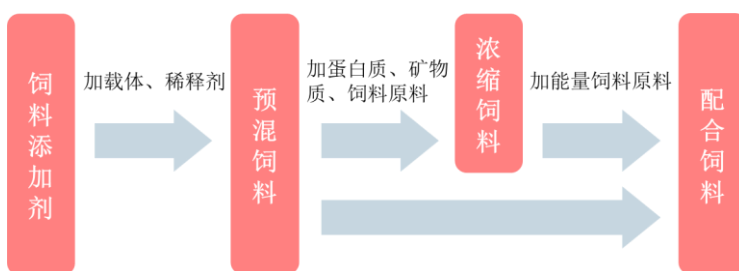 饲料添加剂
加载体、稀释剂
预混饲料
加蛋白质、矿物
质、饲料原料
浓缩饲料
加能量饲料原料
配合饲料